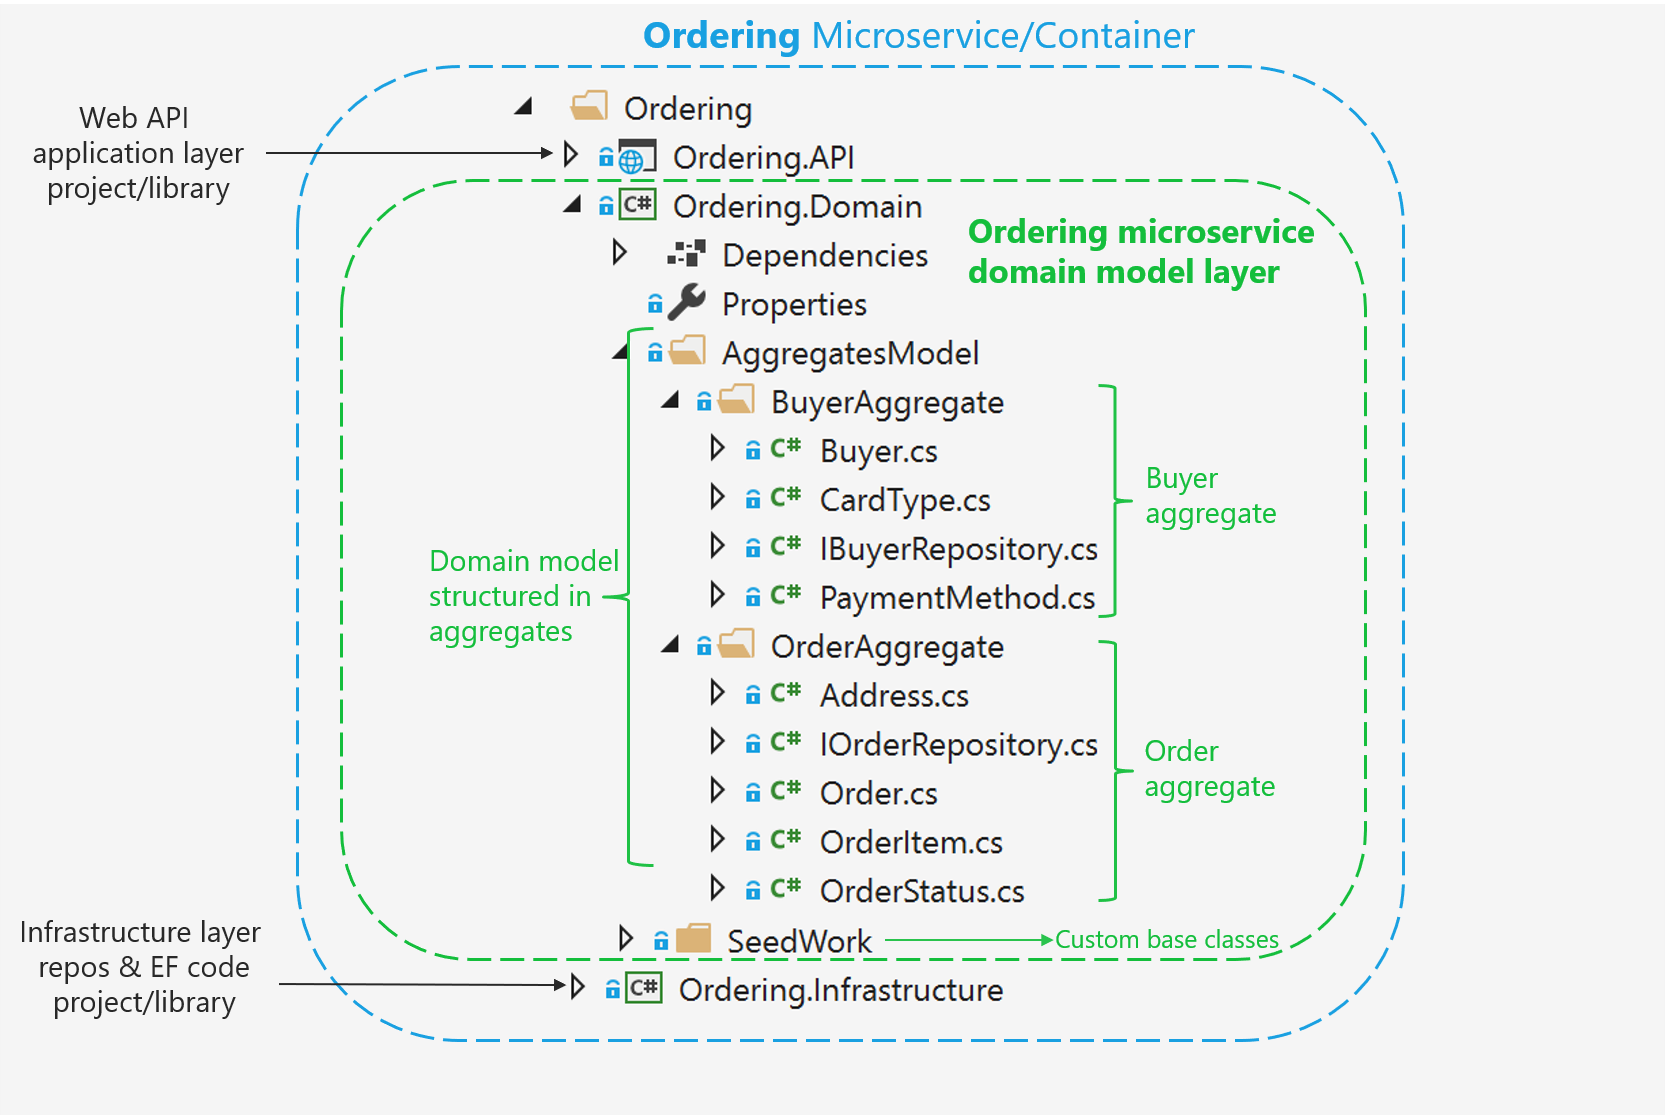 Ordering Microservice/Container
Ordering
Web API
application layer
project/library
Ordering.API
C# Ordering.Domain
Ordering microservice
domain model layer
Dependencies
Properties
AggregatesModel
BuyerAggregate
C# Buyer.cs
C# CardType.cs
C# IBuyerRepository.cs
C# PaymentMethod.cs
Buyer
aggregate
Domain model
structured in
aggregates
OrderAggregate
C# Address.cs
C# IOrderRepository.cs
C# Order.cs
C# OrderItem.cs
C# OrderStatus.cs
Order
aggregate
SeedWork
Custom base classes
Infrastructure layer
repos & EF code
project/library
C# Ordering.Infrastructure